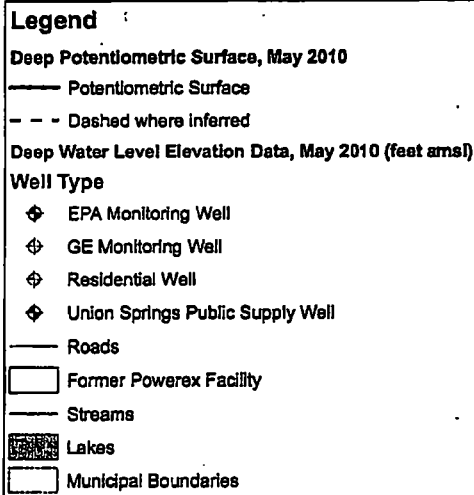 Legend
Deep Potentiometric Surface, May 2010
Potentiometric Surface
Dashed where inferred
Deep Water Level Elevation Data, May 2010 (feet amsl)
Well Type
EPA Monitoring Well
GE Monitoring Well
Residential Well
Union Springs Public Supply Well
Roads
Former Powerex Facility
Streams
Lakes
Municipal Boundaries